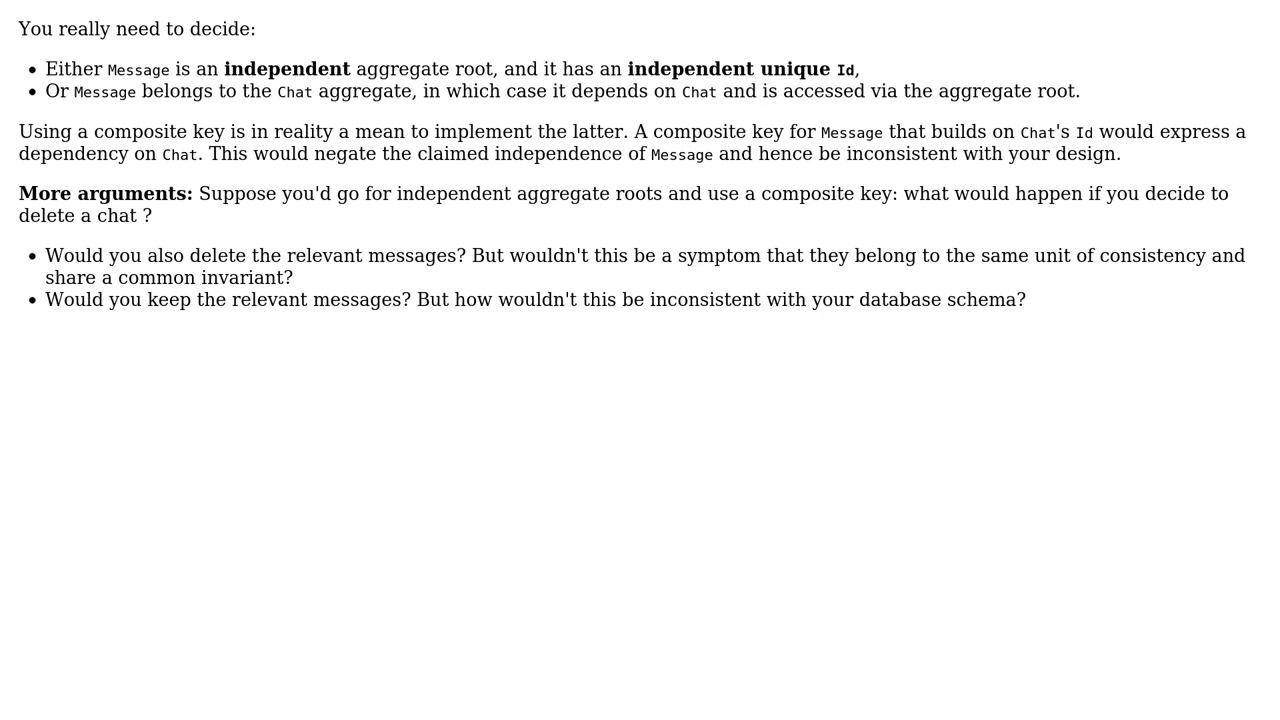 You really need to decide:
• Either Message is an independent aggregate root, and it has an independent unique Id,
• Or Message belongs to the Chat aggregate, in which case it depends on Chat and is accessed via the aggregate root.
Using a composite key is in reality a mean to implement the latter. A composite key for Message that builds on Chat's Id would express a
dependency on Chat. This would negate the claimed independence of Message and hence be inconsistent with your design.
More arguments: Suppose you'd go for independent aggregate roots and use a composite key: what would happen if you decide to
delete a chat ?
• Would you also delete the relevant messages? But wouldn't this be a symptom that they belong to the same unit of consistency and
share a common invariant?
• Would you keep the relevant messages? But how wouldn't this be inconsistent with your database schema?